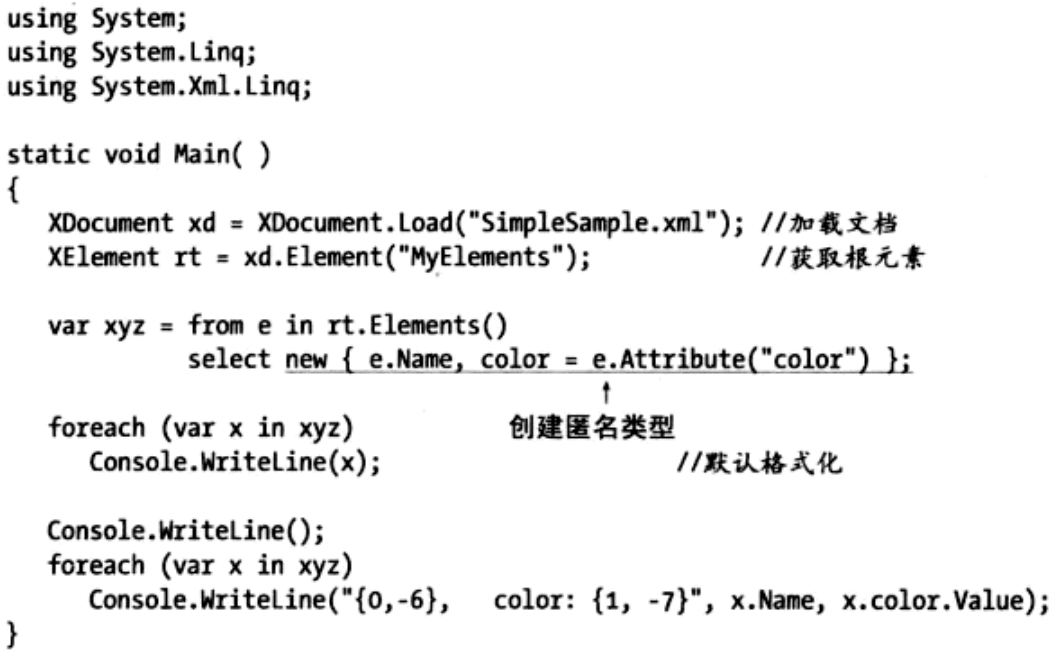 using System;
using System.Linq;
using System.Xml.Linq;
static void Main( )
{
XDocument xd = XDocument.Load("SimpleSample.xml"); //加载文档
XElement rt = xd.Element("MyElements"); //获取根元素
var xyz = from e in rt.Elements()
select new { e.Name, color = e.Attribute("color") };
↑
foreach (var x in xyz) 创建匿名类型
Console.WriteLine(x); //默认格式化
Console.WriteLine();
foreach (var x in xyz)
Console.WriteLine("{0,-6}, color: {1, -7}", x.Name, x.color.Value);
}